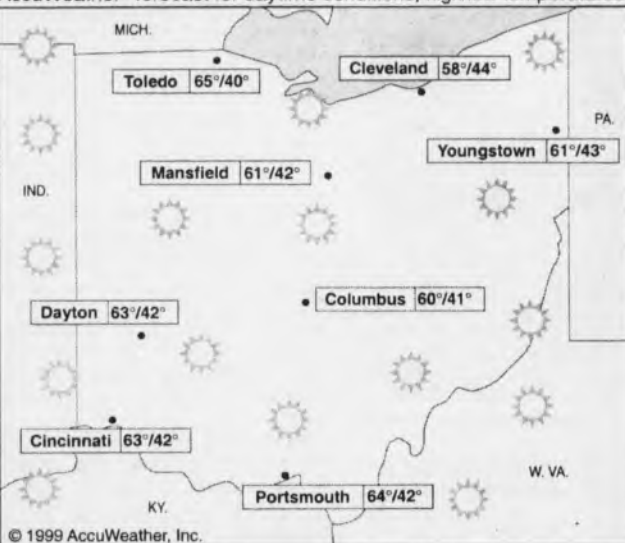 MICH.
Toledo 65°/40°
Cleveland 58°/44°
PA.
Youngstown 61°/43°
Mansfield 61°/42°
IND.
Columbus 60°/41°
Dayton 63°/42°
Cincinnati 63°/42°
W. VA.
Portsmouth 64°/42°
KY.
© 1999 AccuWeather, Inc.